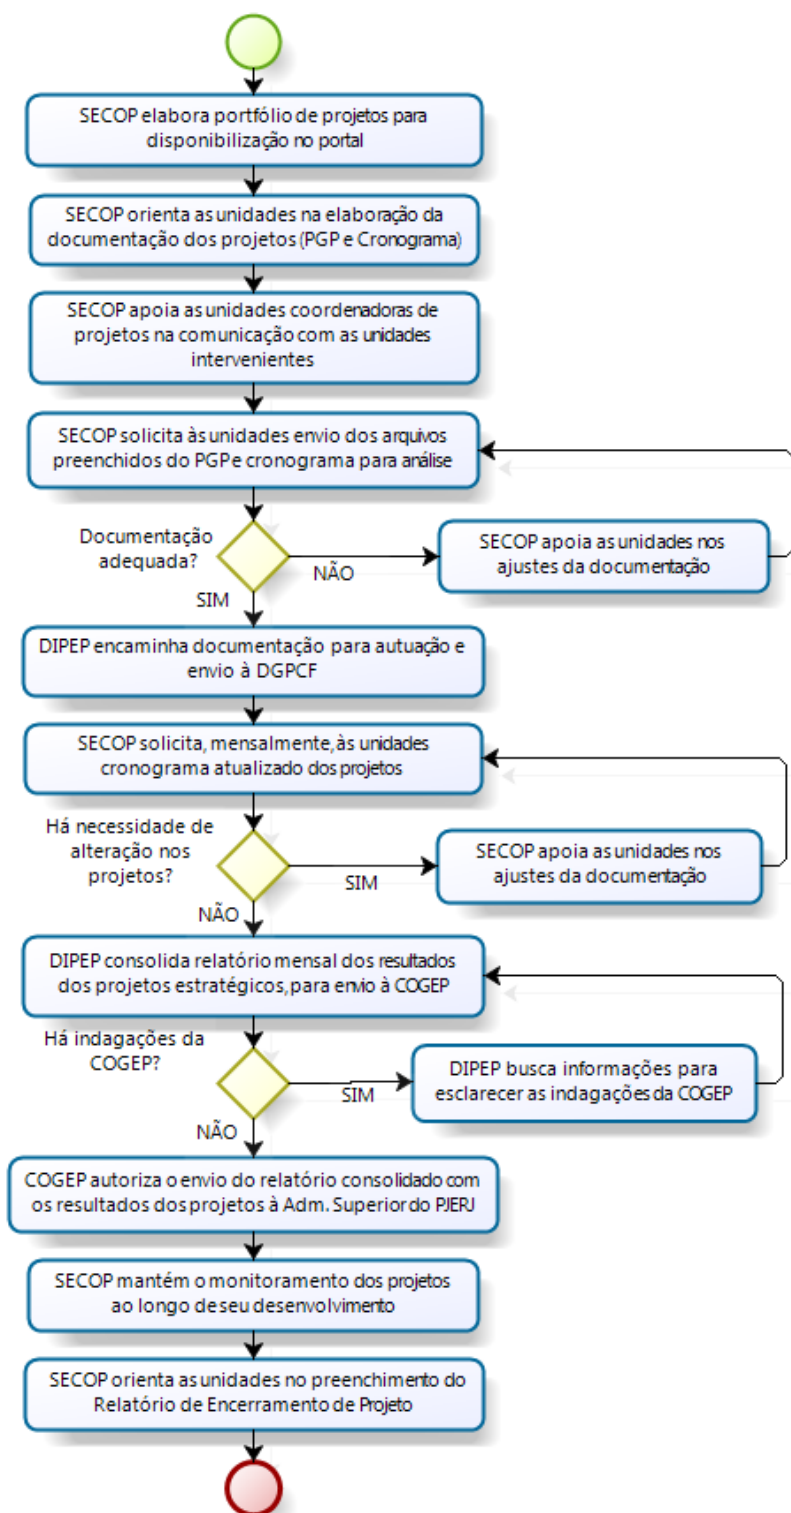 SECOP elabora portfólio de projetos para
disponibilização no portal
SECOP orienta as unidades na elaboração da
documentação dos projetos (PGP e Cronograma)
SECOP apoia as unidades coordenadoras de
projetos na comunicação com as unidades
intervenientes
SECOP solicita às unidades envio dos arquivos
preenchidos do PGP e cronograma para análise
Documentação
adequada?
NÃO
SECOP apoia as unidades nos
ajustes da documentação
SIM
DIPEP encaminha documentação para autuação e
envio à DGPCF
SECOP solicita, mensalmente, às unidades
cronograma atualizado dos projetos
Há necessidade de
alteração nos
projetos?
SIM
SECOP apoia as unidades nos
ajustes da documentação
NÃO
DIPEP consolida relatório mensal dos resultados
dos projetos estratégicos, para envio à COGEP
Há indagações da
COGEP?
SIM
DIPEP busca informações para
esclarecer as indagações da COGEP
NÃO
COGEP autoriza o envio do relatório consolidado com
os resultados dos projetos à Adm. Superior do PJERJ
SECOP mantém o monitoramento dos projetos
ao longo de seu desenvolvimento
SECOP orienta as unidades no preenchimento do
Relatório de Encerramento de Projeto